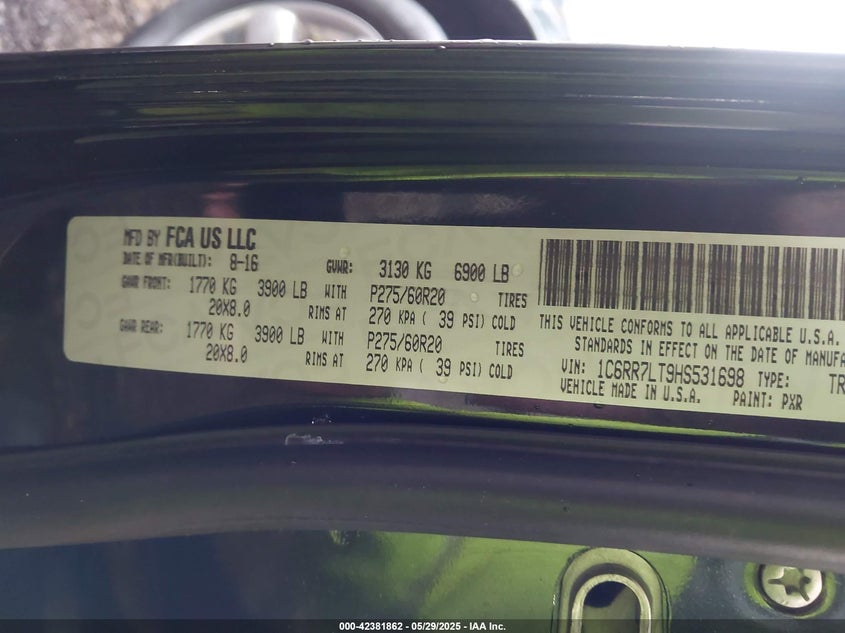 MFD BY FCA US LLC
DATE OF MFR(BUILT): 8-16 GVWR: 3130 KG 6900 LB
GAWR FRONT: 1770 KG 3900 LB WITH P275/60R20 TIRES
20X8.0 RIMS AT 270 KPA ( 39 PSI) COLD
GAWR REAR: 1770 KG 3900 LB WITH P275/60R20 TIRES
20X8.0 RIMS AT 270 KPA ( 39 PSI) COLD
THIS VEHICLE CONFORMS TO ALL APPLICABLE U.S.A.
STANDARDS IN EFFECT ON THE DATE OF MANUFA
VIN: 1C6RR7LT9HS531698 TYPE: TR
VEHICLE MADE IN U.S.A. PAINT: PXR
000-42381862 - 05/29/2025 - IAA Inc.